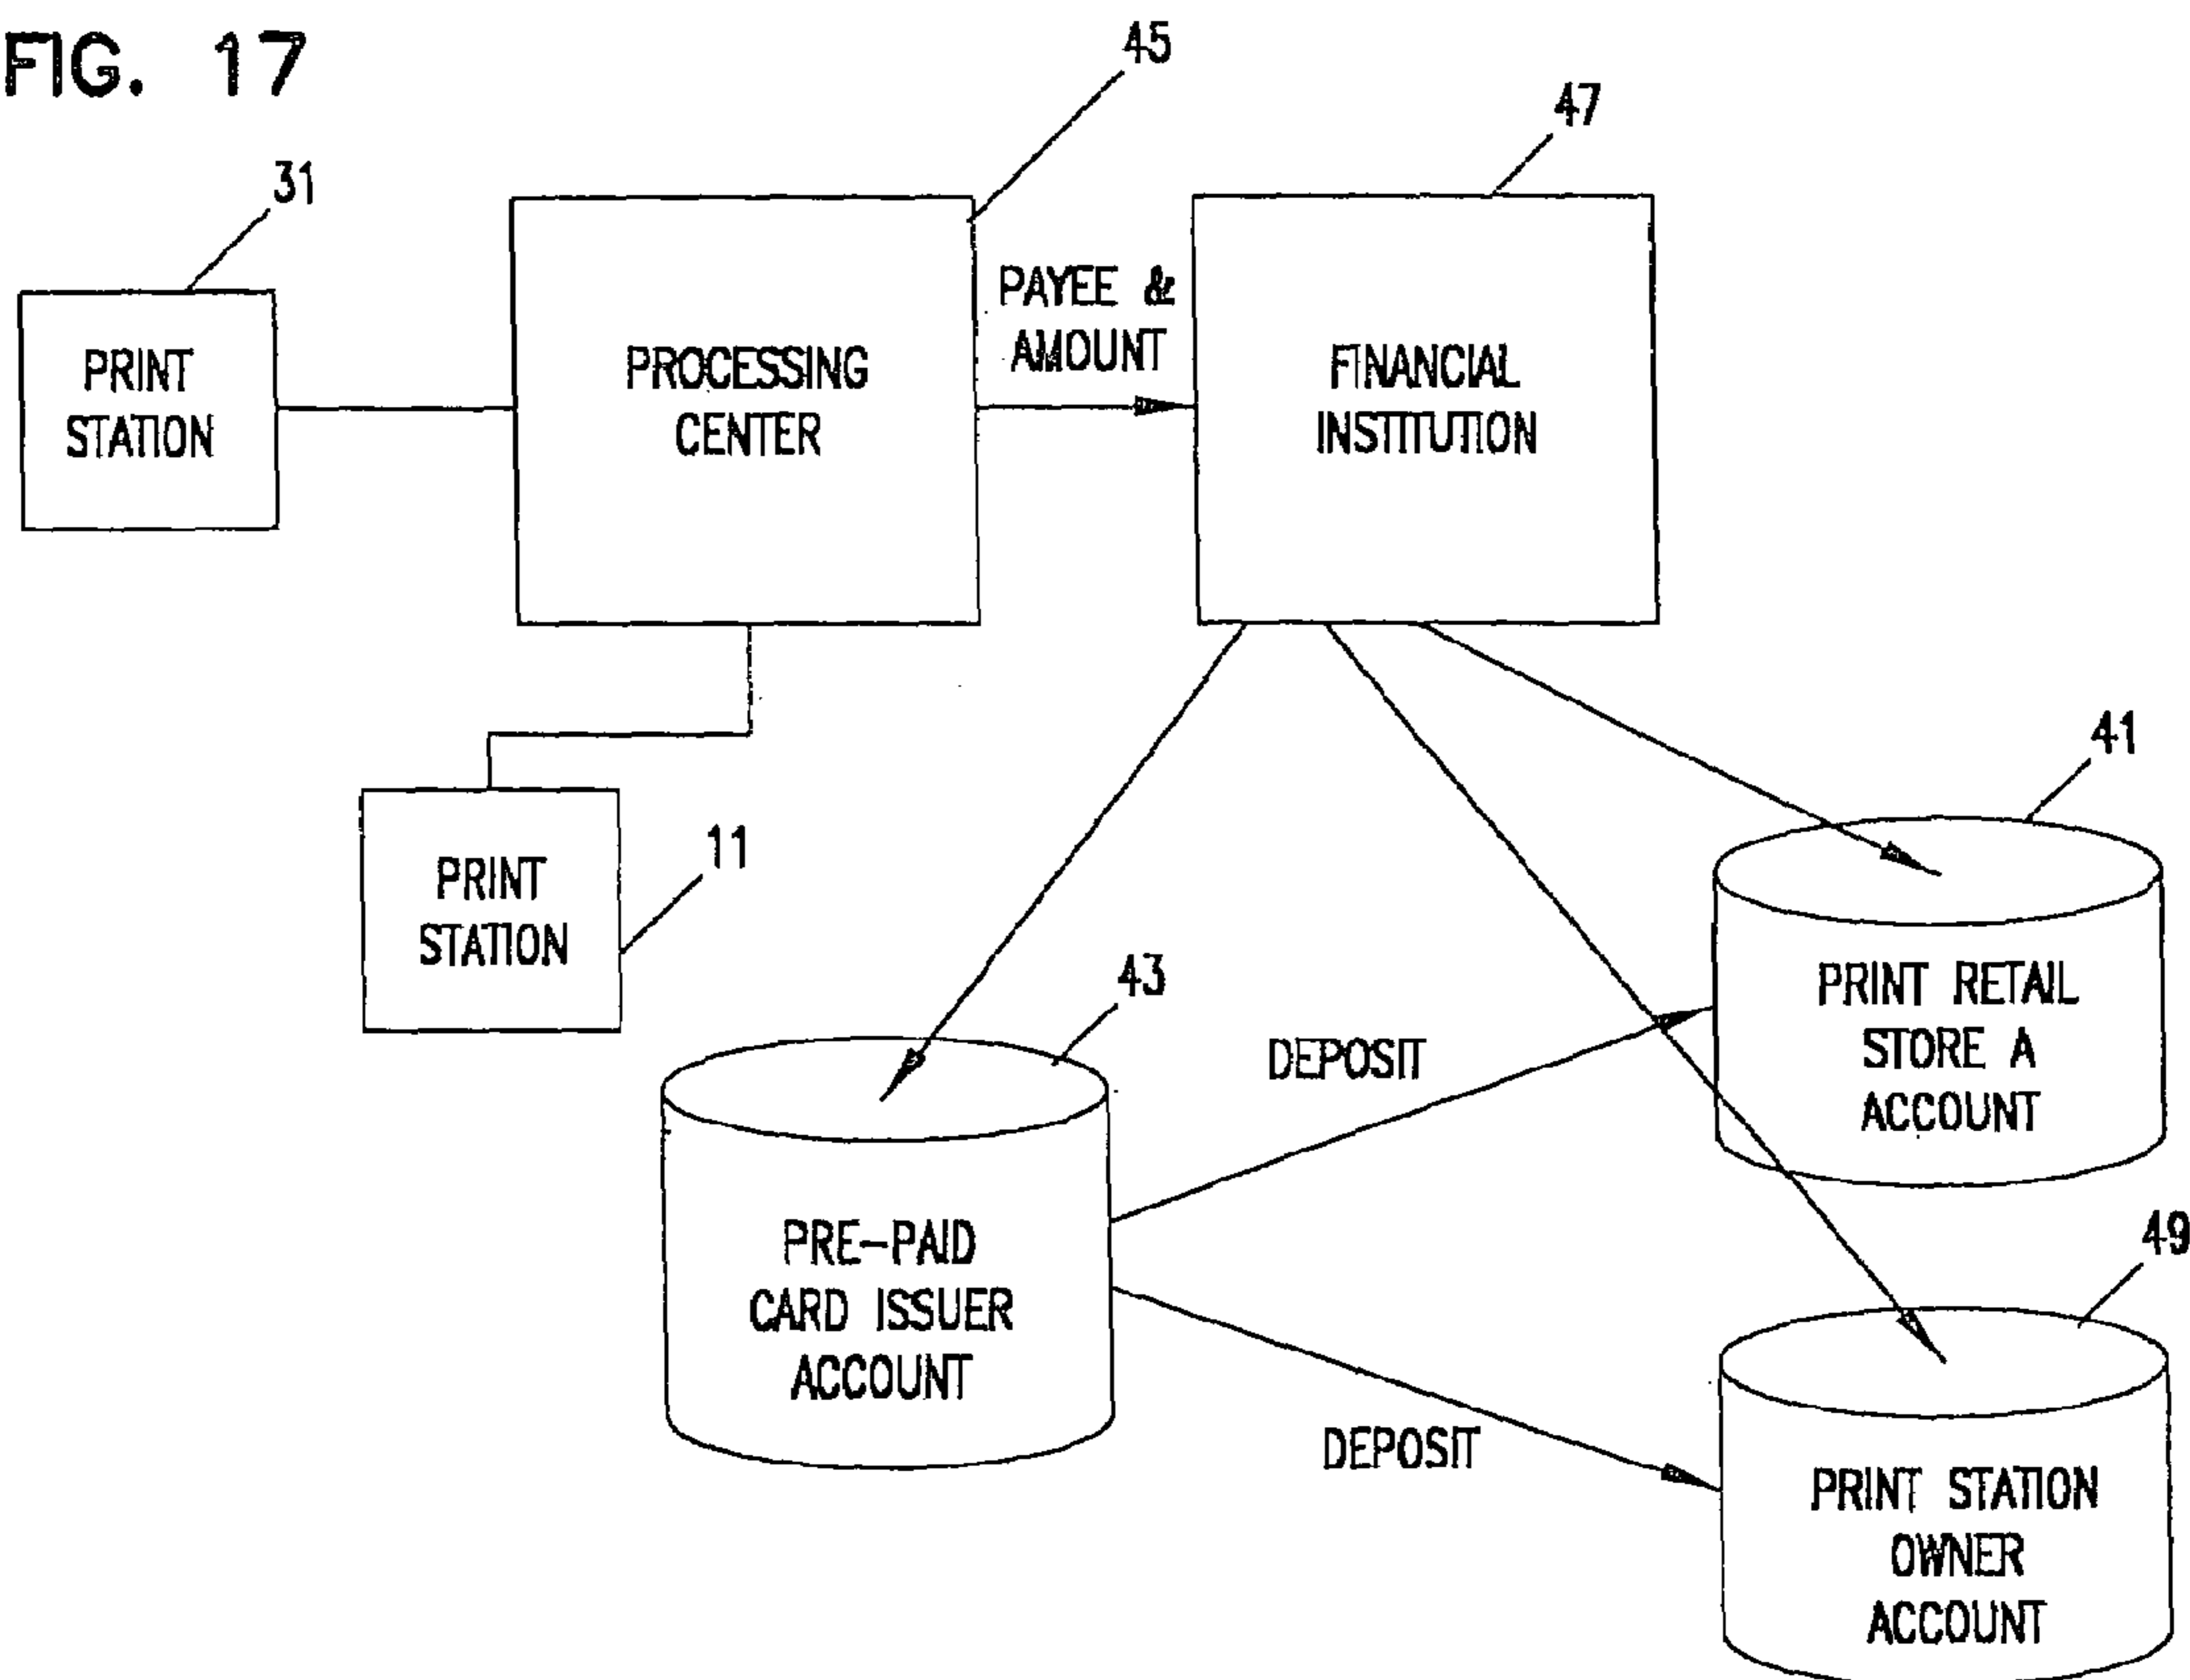 FIG. 17
45
47
31
PRINT
STATION
PROCESSING
CENTER
PAYEE &
AMOUNT
FINANCIAL
INSTITUTION
41
11
PRINT
STATION
43
PRINT RETAIL
STORE A
ACCOUNT
DEPOSIT
PRE-PAID
CARD ISSUER
ACCOUNT
49
DEPOSIT
PRINT STATION
OWNER
ACCOUNT